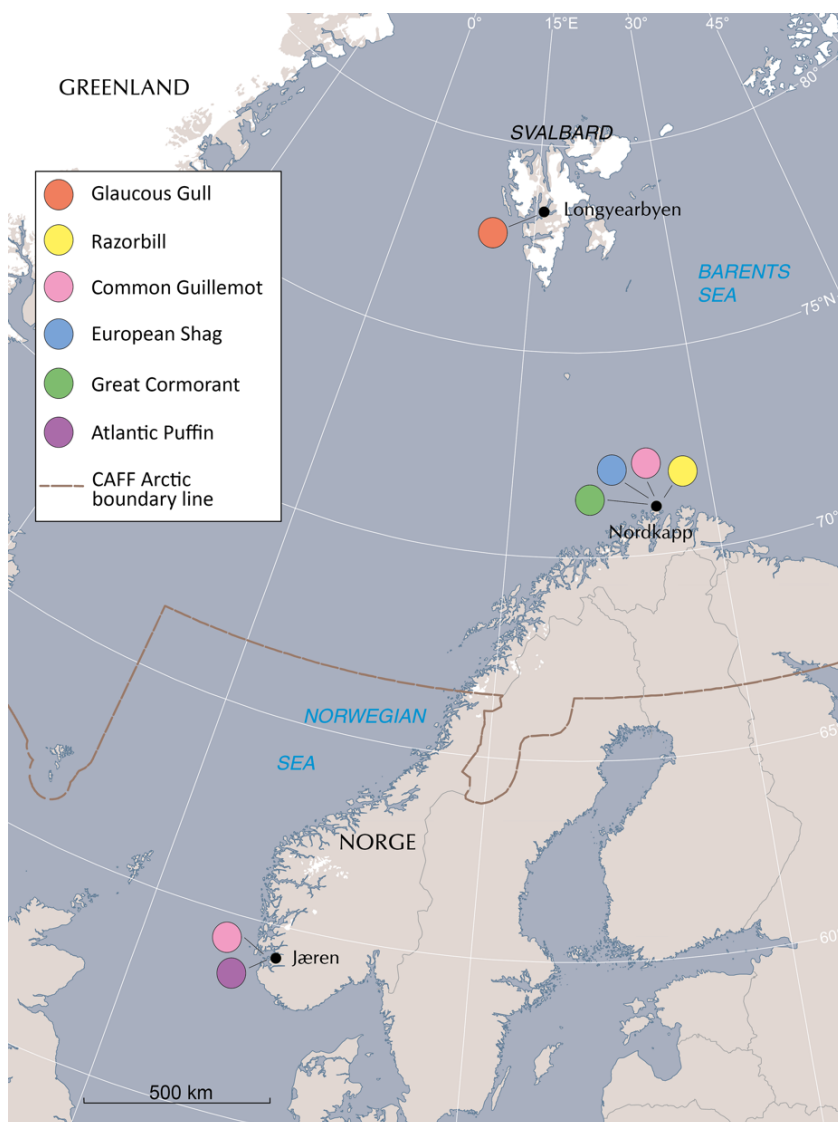 0°
15°E
30°
45°
80°
GREENLAND
SVALBARD
Glaucous Gull
Longyearbyen
Razorbill
BARENTS
SEA
Common Guillemot
75°N
European Shag
Great Cormorant
Atlantic Puffin
CAFF Arctic
boundary line
70°
Nordkapp
NORWEGIAN
SEA
65°
NORGE
60°
Jæren
500 km